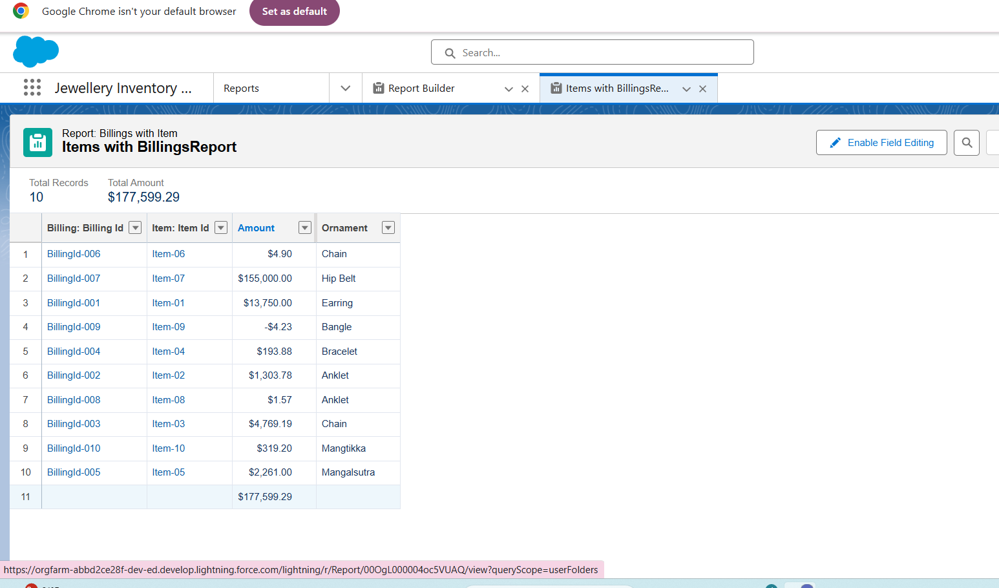 Google Chrome isn't your default browser Set as default
Search...
Jewellery Inventory ... Reports Report Builder Items with BillingsRe...
Report: Billings with Item
Items with BillingsReport
Enable Field Editing
Total Records Total Amount
10 $177,599.29
Billing: Billing Id Item: Item Id Amount Ornament
1 BillingId-006 Item-06 $4.90 Chain
2 BillingId-007 Item-07 $155,000.00 Hip Belt
3 BillingId-001 Item-01 $13,750.00 Earring
4 BillingId-009 Item-09 -$4.23 Bangle
5 BillingId-004 Item-04 $193.88 Bracelet
6 BillingId-002 Item-02 $1,303.78 Anklet
7 BillingId-008 Item-08 $1.57 Anklet
8 BillingId-003 Item-03 $4,769.19 Chain
9 BillingId-010 Item-10 $319.20 Mangtikka
10 BillingId-005 Item-05 $2,261.00 Mangalsutra
11 $177,599.29
https://orgfarm-abbd2ce28f-dev-ed.develop.lightning.force.com/lightning/r/Report/00OgL000004oc5VUAQ/view?queryScope=userFolders